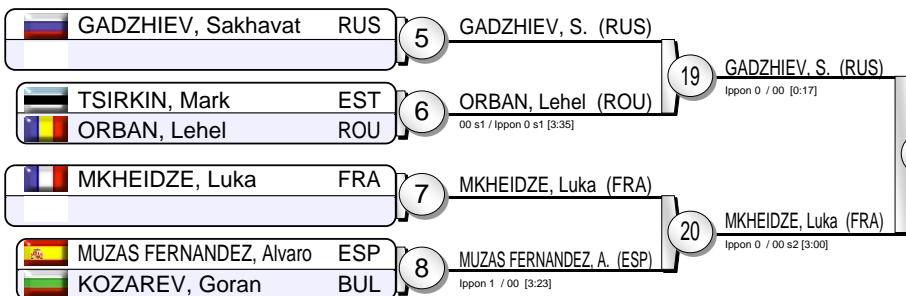 GADZHIEV, Sakhavat RUS
5
GADZHIEV, S. (RUS)
TSIRKIN, Mark EST
ORBAN, Lehel ROU
6
ORBAN, Lehel (ROU)
00 s1 / Ippon 0 s1 [3:35]
19
GADZHIEV, S. (RUS)
Ippon 0 / 00 [0:17]
MKHEIDZE, Luka FRA
7
MKHEIDZE, Luka (FRA)
MUZAS FERNANDEZ, Alvaro ESP
KOZAREV, Goran BUL
8
MUZAS FERNANDEZ, A. (ESP)
Ippon 1 / 00 [3:23]
20
MKHEIDZE, Luka (FRA)
Ippon 0 / 00 s2 [3:00]